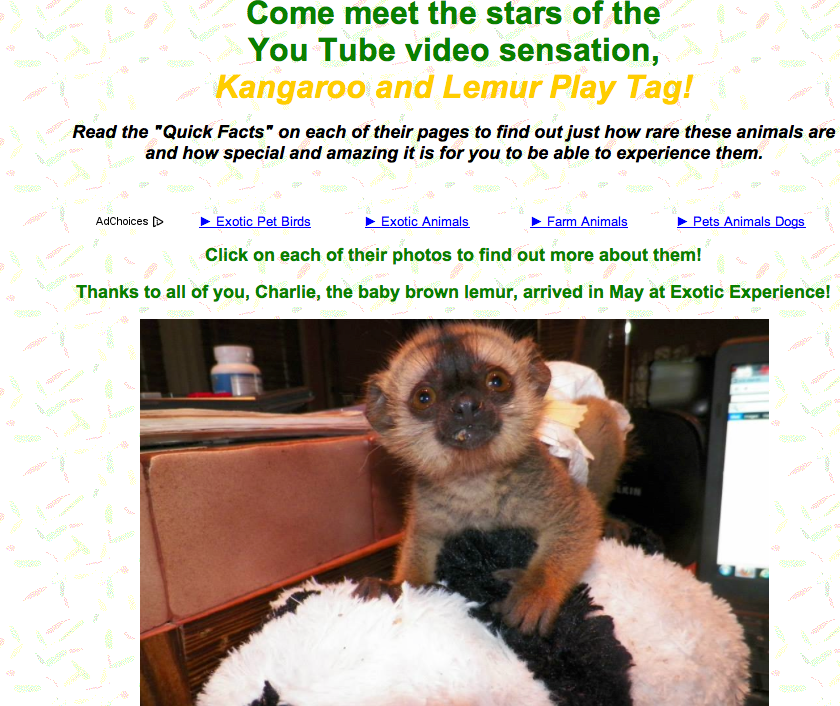 Come meet the stars of the
You Tube video sensation,
Kangaroo and Lemur Play Tag!
Read the "Quick Facts" on each of their pages to find out just how rare these animals are
and how special and amazing it is for you to be able to experience them.
AdChoices ► Exotic Pet Birds ► Exotic Animals ► Farm Animals ► Pets Animals Dogs
Click on each of their photos to find out more about them!
Thanks to all of you, Charlie, the baby brown lemur, arrived in May at Exotic Experience!